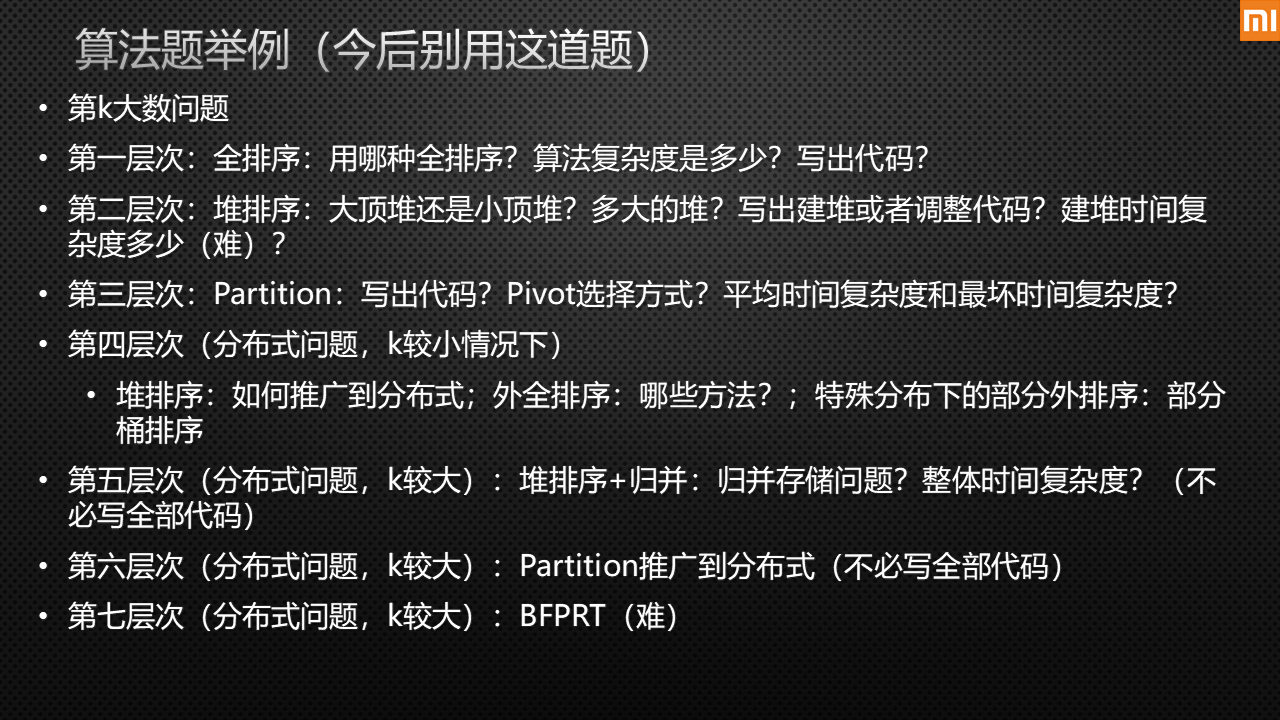 算法题举例（今后别用这道题）
mi
• 第k大数问题
• 第一层次：全排序：用哪种全排序？算法复杂度是多少？写出代码？
• 第二层次：堆排序：大顶堆还是小顶堆？多大的堆？写出建堆或者调整代码？建堆时间复
杂度多少（难）？
• 第三层次：Partition：写出代码？Pivot选择方式？平均时间复杂度和最坏时间复杂度？
• 第四层次（分布式问题，k较小情况下）
• 堆排序：如何推广到分布式；外全排序：哪些方法？；特殊分布下的部分外排序：部分
桶排序
• 第五层次（分布式问题，k较大）：堆排序+归并：归并存储问题？整体时间复杂度？（不
必写全部代码）
• 第六层次（分布式问题，k较大）：Partition推广到分布式（不必写全部代码）
• 第七层次（分布式问题，k较大）：BFPRT（难）